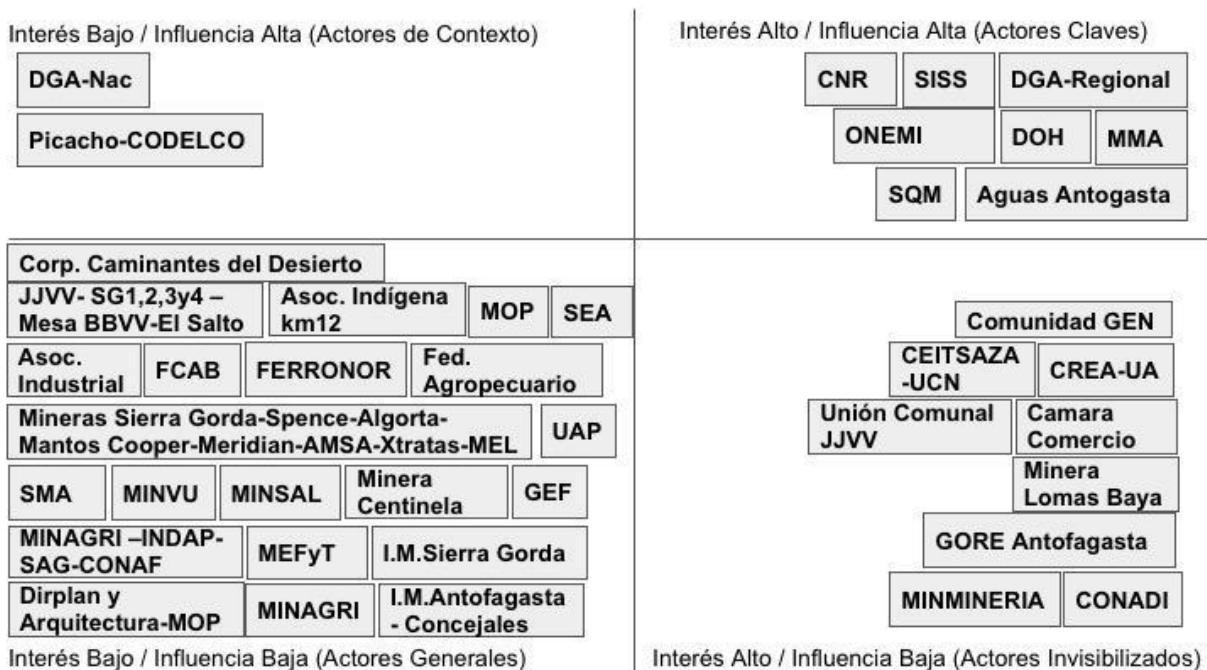 Interés Bajo / Influencia Alta (Actores de Contexto)
DGA-Nac
Picacho-CODELCO
Interés Alto / Influencia Alta (Actores Claves)
CNR
SISS
DGA-Regional
ONEMI
DOH
MMA
SQM
Aguas Antogasta
Corp. Caminantes del Desierto
JJVV- SG1,2,3y4 –
Mesa BBVV-El Salto
Asoc. Indígena
km12
MOP
SEA
Asoc.
Industrial
FCAB
FERRONOR
Fed.
Agropecuario
Mineras Sierra Gorda-Spence-Algorta-
Mantos Cooper-Meridian-AMSA-Xtratas-MEL
UAP
SMA
MINVU
MINSAL
Minera
Centinela
GEF
MINAGRI –INDAP-
SAG-CONAF
MEFyT
I.M.Sierra Gorda
Dirplan y
Arquitectura-MOP
MINAGRI
I.M.Antofagasta
- Concejales
Interés Bajo / Influencia Baja (Actores Generales)
Comunidad GEN
CEITSAZA
-UCN
CREA-UA
Unión Comunal
JJVV
Camara
Comercio
Minera
Lomas Baya
GORE Antofagasta
MINMINERIA
CONADI
Interés Alto / Influencia Baja (Actores Invisibilizados)